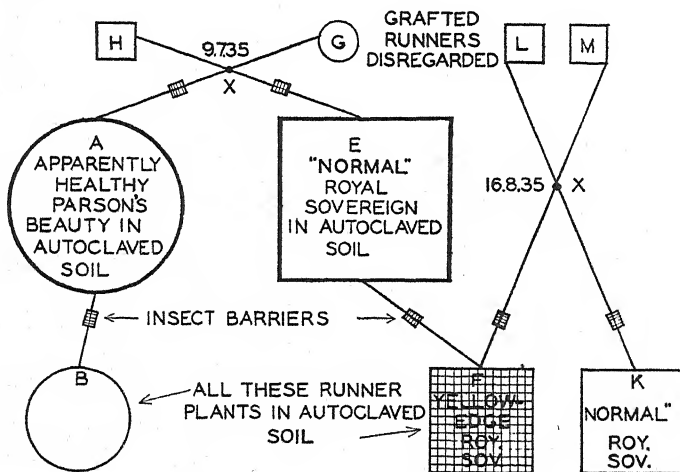 H
9.7.35
X
G
GRAFTED
RUNNERS
DISREGARDED
L
M
A
APPARENTLY
HEALTHY
PARSON'S
BEAUTY IN
AUTOCLAVED
SOIL
E
"NORMAL"
ROYAL
SOVEREIGN
IN AUTOCLAVED
SOIL
16.8.35 X
INSECT BARRIERS
B
ALL THESE RUNNER
PLANTS IN AUTOCLAVED
SOIL
F
YELLOW-
EDGE
ROY.
SOV.
K
NORMAL"
ROY.
SOV.